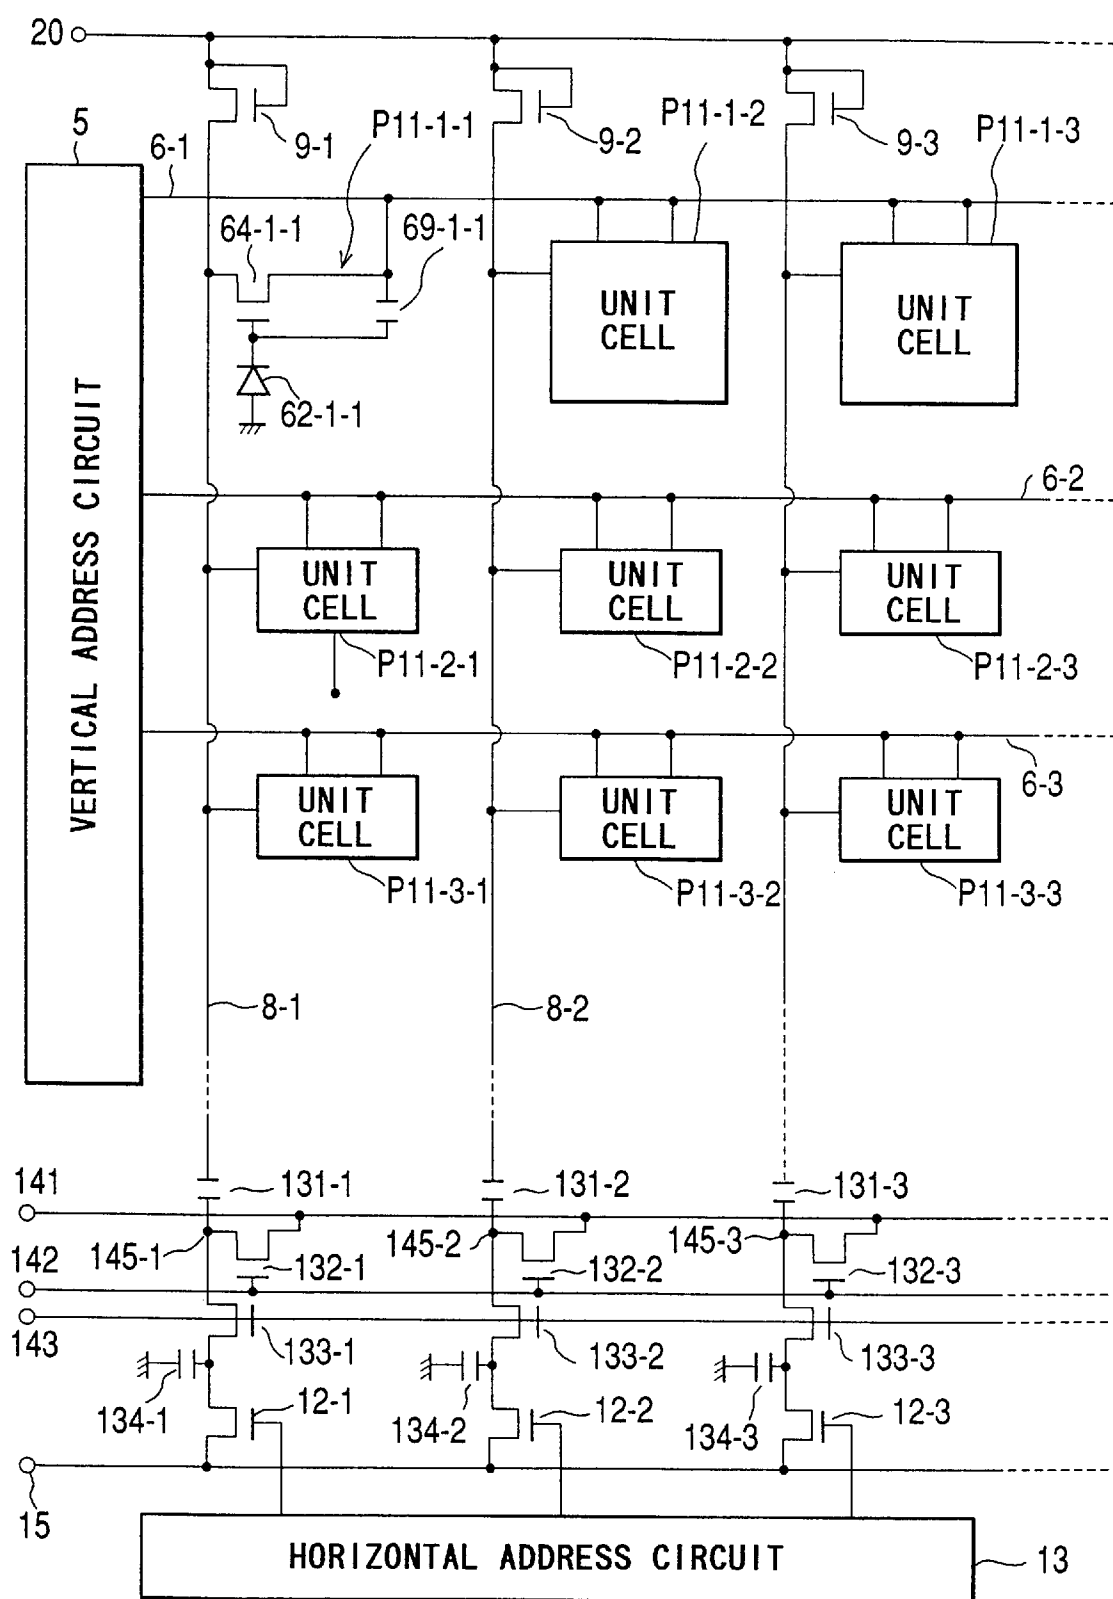 20
5
6-1
9-1
P11-1-1
9-2
P11-1-2
9-3
P11-1-3
64-1-1
69-1-1
UNIT
CELL
UNIT
CELL
62-1-1
VERTICAL ADDRESS CIRCUIT
6-2
UNIT
CELL
UNIT
CELL
UNIT
CELL
P11-2-1
P11-2-2
P11-2-3
6-3
UNIT
CELL
UNIT
CELL
UNIT
CELL
P11-3-1
P11-3-2
P11-3-3
8-1
8-2
141
131-1
131-2
131-3
145-1
145-2
145-3
142
132-1
132-2
132-3
143
133-1
133-2
133-3
134-1
12-1
134-2
12-2
134-3
12-3
15
HORIZONTAL ADDRESS CIRCUIT
13